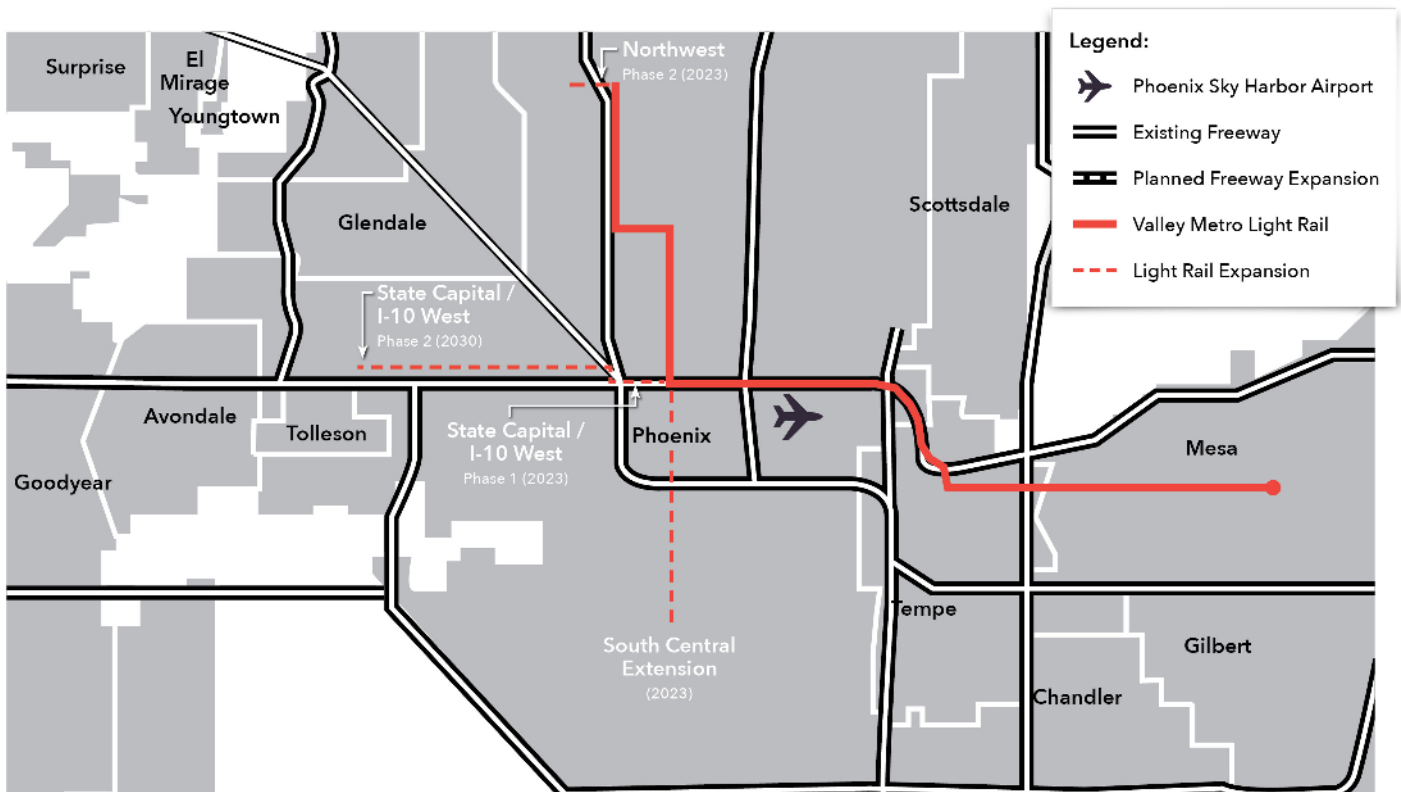 Legend:
Phoenix Sky Harbor Airport
Existing Freeway
Planned Freeway Expansion
Valley Metro Light Rail
Light Rail Expansion
Northwest
Phase 2 (2023)
Surprise
El
Mirage
Youngtown
Scottsdale
Glendale
State Capital /
I-10 West
Phase 2 (2030)
Avondale
Tolleson
State Capital /
I-10 West
Phase 1 (2023)
Phoenix
Mesa
Goodyear
Tempe
South Central
Extension
(2023)
Gilbert
Chandler